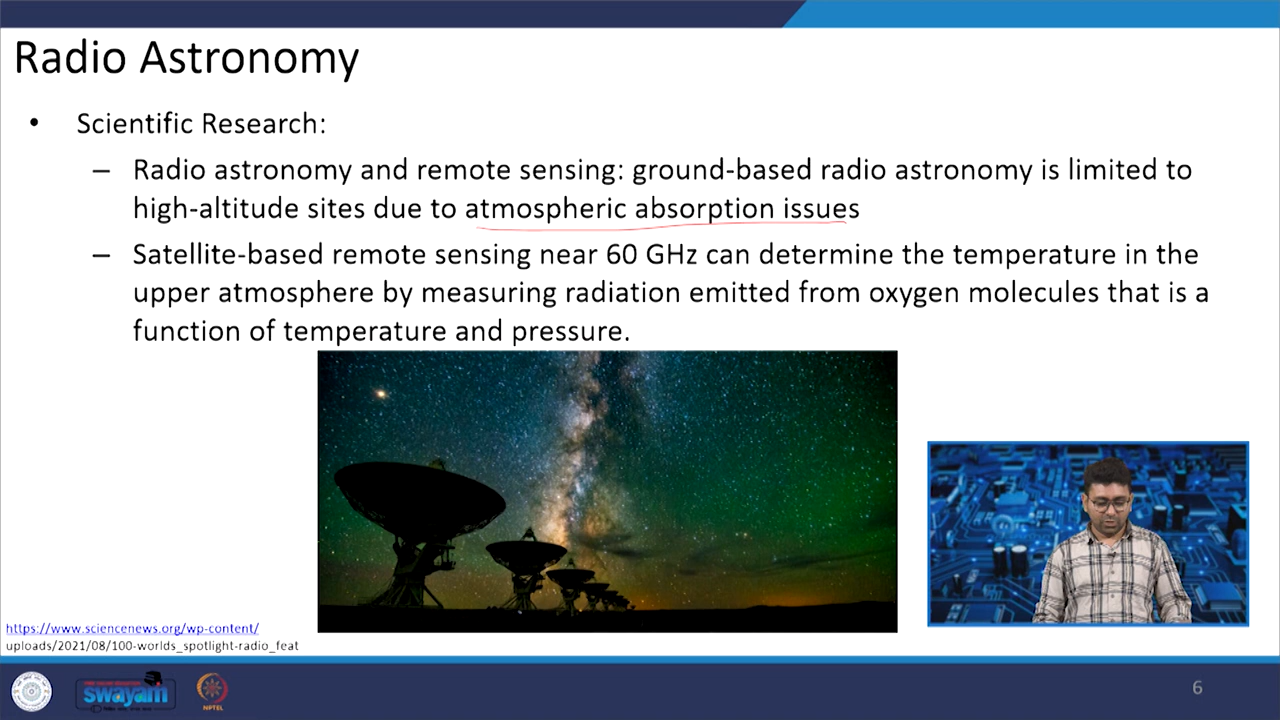 Radio Astronomy
• Scientific Research:
– Radio astronomy and remote sensing: ground-based radio astronomy is limited to
high-altitude sites due to atmospheric absorption issues
– Satellite-based remote sensing near 60 GHz can determine the temperature in the
upper atmosphere by measuring radiation emitted from oxygen molecules that is a
function of temperature and pressure.
https://www.sciencenews.org/wp-content/
uploads/2021/08/100-worlds_spotlight-radio_feat
swayam
NPTEL
6